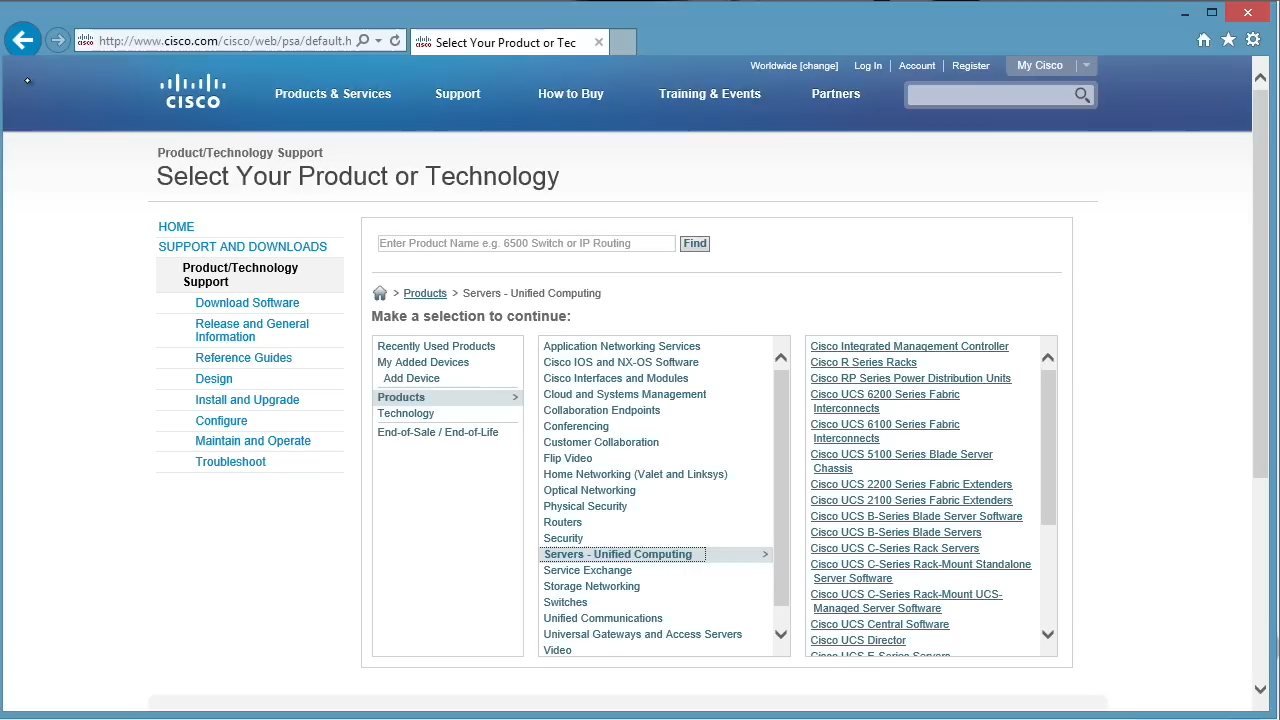 http://www.cisco.com/cisco/web/psa/default.h
Select Your Product or Tec
Worldwide [change]
Log In
Account
Register
My Cisco
CISCO
Products & Services
Support
How to Buy
Training & Events
Partners
Product/Technology Support
Select Your Product or Technology
HOME
SUPPORT AND DOWNLOADS
Product/Technology
Support
Download Software
Release and General
Information
Reference Guides
Design
Install and Upgrade
Configure
Maintain and Operate
Troubleshoot
Enter Product Name e.g. 6500 Switch or IP Routing
Find
> Products > Servers - Unified Computing
Make a selection to continue:
Recently Used Products
My Added Devices
Add Device
Products >
Technology
End-of-Sale / End-of-Life
Application Networking Services
Cisco IOS and NX-OS Software
Cisco Interfaces and Modules
Cloud and Systems Management
Collaboration Endpoints
Conferencing
Customer Collaboration
Flip Video
Home Networking (Valet and Linksys)
Optical Networking
Physical Security
Routers
Security
Servers - Unified Computing >
Service Exchange
Storage Networking
Switches
Unified Communications
Universal Gateways and Access Servers
Video
Cisco Integrated Management Controller
Cisco R Series Racks
Cisco RP Series Power Distribution Units
Cisco UCS 6200 Series Fabric
Interconnects
Cisco UCS 6100 Series Fabric
Interconnects
Cisco UCS 5100 Series Blade Server
Chassis
Cisco UCS 2200 Series Fabric Extenders
Cisco UCS 2100 Series Fabric Extenders
Cisco UCS B-Series Blade Server Software
Cisco UCS B-Series Blade Servers
Cisco UCS C-Series Rack Servers
Cisco UCS C-Series Rack-Mount Standalone
Server Software
Cisco UCS C-Series Rack-Mount UCS-
Managed Server Software
Cisco UCS Central Software
Cisco UCS Director
Cisco UCS E-Series Servers